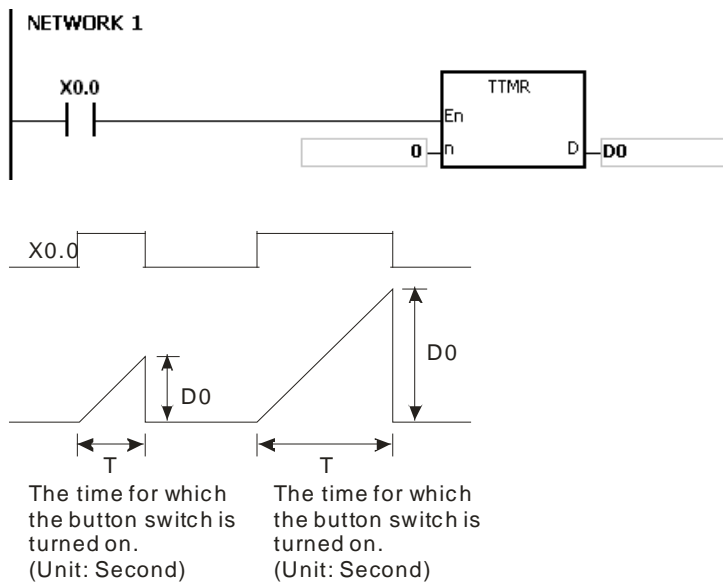 NETWORK 1
X0.0
TTMR
En
0 n D D0
X0.0
D0
D0
T
T
The time for which
the button switch is
turned on.
(Unit: Second)
The time for which
the button switch is
turned on.
(Unit: Second)